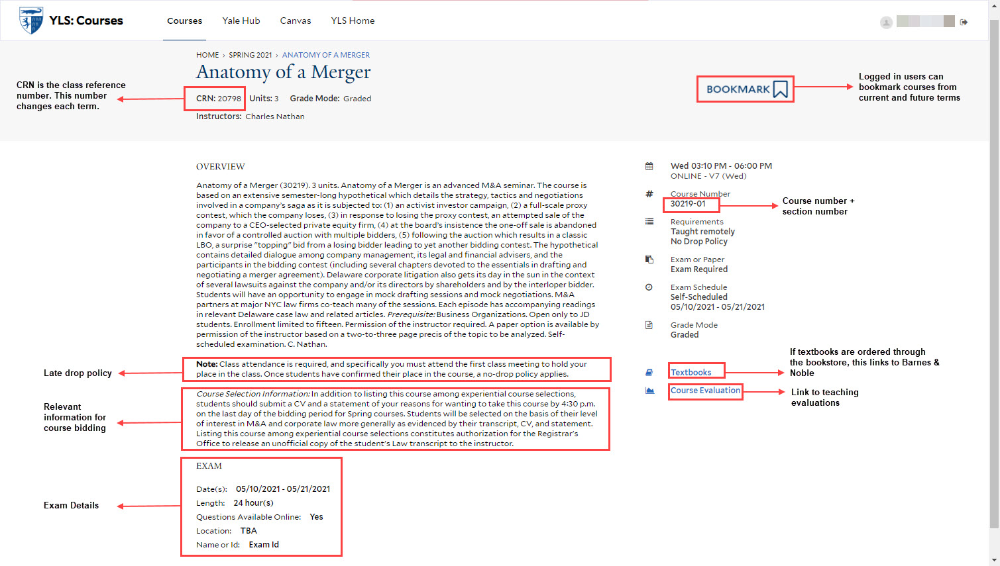 YLS: Courses
Courses
Yale Hub
Canvas
YLS Home
HOME › SPRING 2021 › ANATOMY OF A MERGER
Anatomy of a Merger
CRN is the class reference
number. This number
changes each term.
CRN: 20798 Units: 3 Grade Mode: Graded
Instructors: Charles Nathan
BOOKMARK
Logged in users can
bookmark courses from
current and future terms
OVERVIEW
Anatomy of a Merger (30219). 3 units. Anatomy of a Merger is an advanced M&A seminar. The course is
based on an extensive semester-long hypothetical which details the strategy, tactics and negotiations
involved in a company's saga as it is subjected to: (1) an activist investor campaign, (2) a full-scale proxy
contest, which the company loses, (3) in response to losing the proxy contest, an attempted sale of the
company to a CEO-selected private equity firm, (4) at the board's insistence the one-off sale is abandoned
in favor of a controlled auction with multiple bidders, (5) following the auction which results in a classic
LBO, a surprise "topping" bid from a losing bidder leading to yet another bidding contest. The hypothetical
contains detailed dialogue among company management, its legal and financial advisers, and the
participants in the bidding contest (including several chapters devoted to the essentials in drafting and
negotiating a merger agreement). Delaware corporate litigation also gets its day in the sun in the context
of several lawsuits against the company and/or its directors by shareholders and by the interloper bidder.
Students will have an opportunity to engage in mock drafting sessions and mock negotiations. M&A
partners at major NYC law firms co-teach many of the sessions. Each episode has accompanying readings
in relevant Delaware case law and related articles. Prerequisite: Business Organizations. Open only to JD
students. Enrollment limited to fifteen. Permission of the instructor required. A paper option is available by
permission of the instructor based on a two-to-three page precis of the topic to be analyzed. Self-
scheduled examination. C. Nathan.
Late drop policy
Note: Class attendance is required, and specifically you must attend the first class meeting to hold your
place in the class. Once students have confirmed their place in the course, a no-drop policy applies.
Relevant
information for
course bidding
Course Selection Information: In addition to listing this course among experiential course selections,
students should submit a CV and a statement of your reasons for wanting to take this course by 4:30 p.m.
on the last day of the bidding period for Spring courses. Students will be selected on the basis of their level
of interest in M&A and corporate law more generally as evidenced by their transcript, CV, and statement.
Listing this course among experiential course selections constitutes authorization for the Registrar's
Office to release an unofficial copy of the student's Law transcript to the instructor.
Exam Details
EXAM
Date(s): 05/10/2021 - 05/21/2021
Length: 24 hour(s)
Questions Available Online: Yes
Location: TBA
Name or Id: Exam Id
Wed 03:10 PM - 06:00 PM
ONLINE - V7 (Wed)
# Course Number
30219-01
Course number +
section number
Requirements
Taught remotely
No Drop Policy
Exam or Paper
Exam Required
Exam Schedule
Self-Scheduled
05/10/2021 - 05/21/2021
Grade Mode
Graded
Textbooks
If textbooks are ordered through
the bookstore, this links to Barnes &
Noble
Course Evaluation
Link to teaching
evaluations